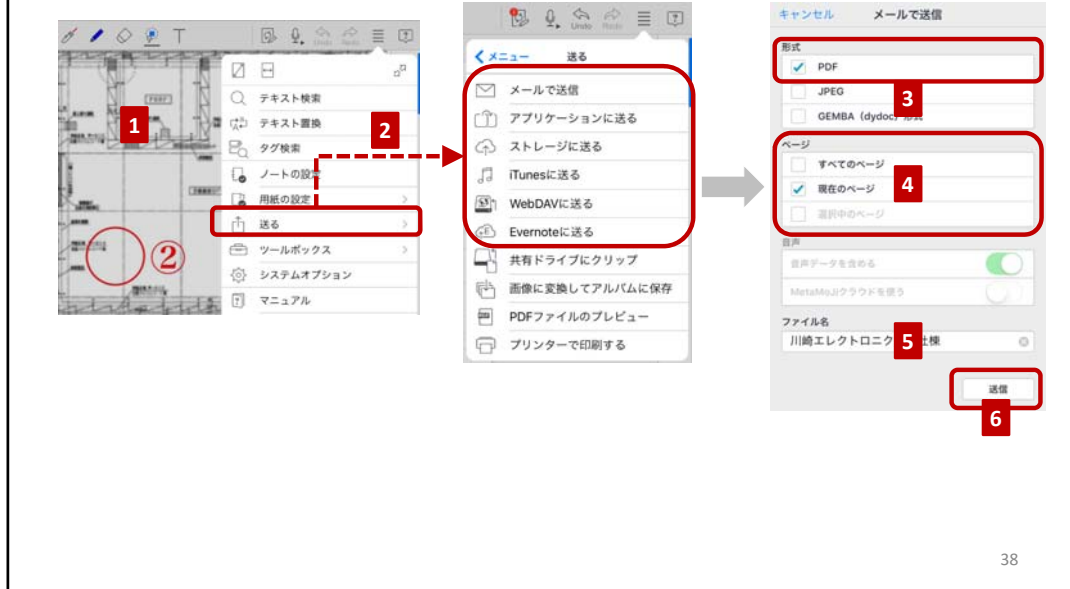 T
1
②
テキスト検索
テキスト置換
タグ検索
ノートの設定
用紙の設定
送る
ツールボックス
システムオプション
マニュアル
2
Undo Redo
メニュー 送る
メールで送信
アプリケーションに送る
ストレージに送る
iTunesに送る
WebDAVに送る
Evernoteに送る
共有ドライブにクリップ
画像に変換してアルバムに保存
PDFファイルのプレビュー
プリンターで印刷する
キャンセル メールで送信
形式
PDF
JPEG
GEMBA（dydoc）
3
ページ
すべてのページ
現在のページ
選択中のページ
4
音声
音声データを含める
MetaMoJiクラウドを使う
ファイル名
川崎エレクトロニク 社棟
5
送信
6
38